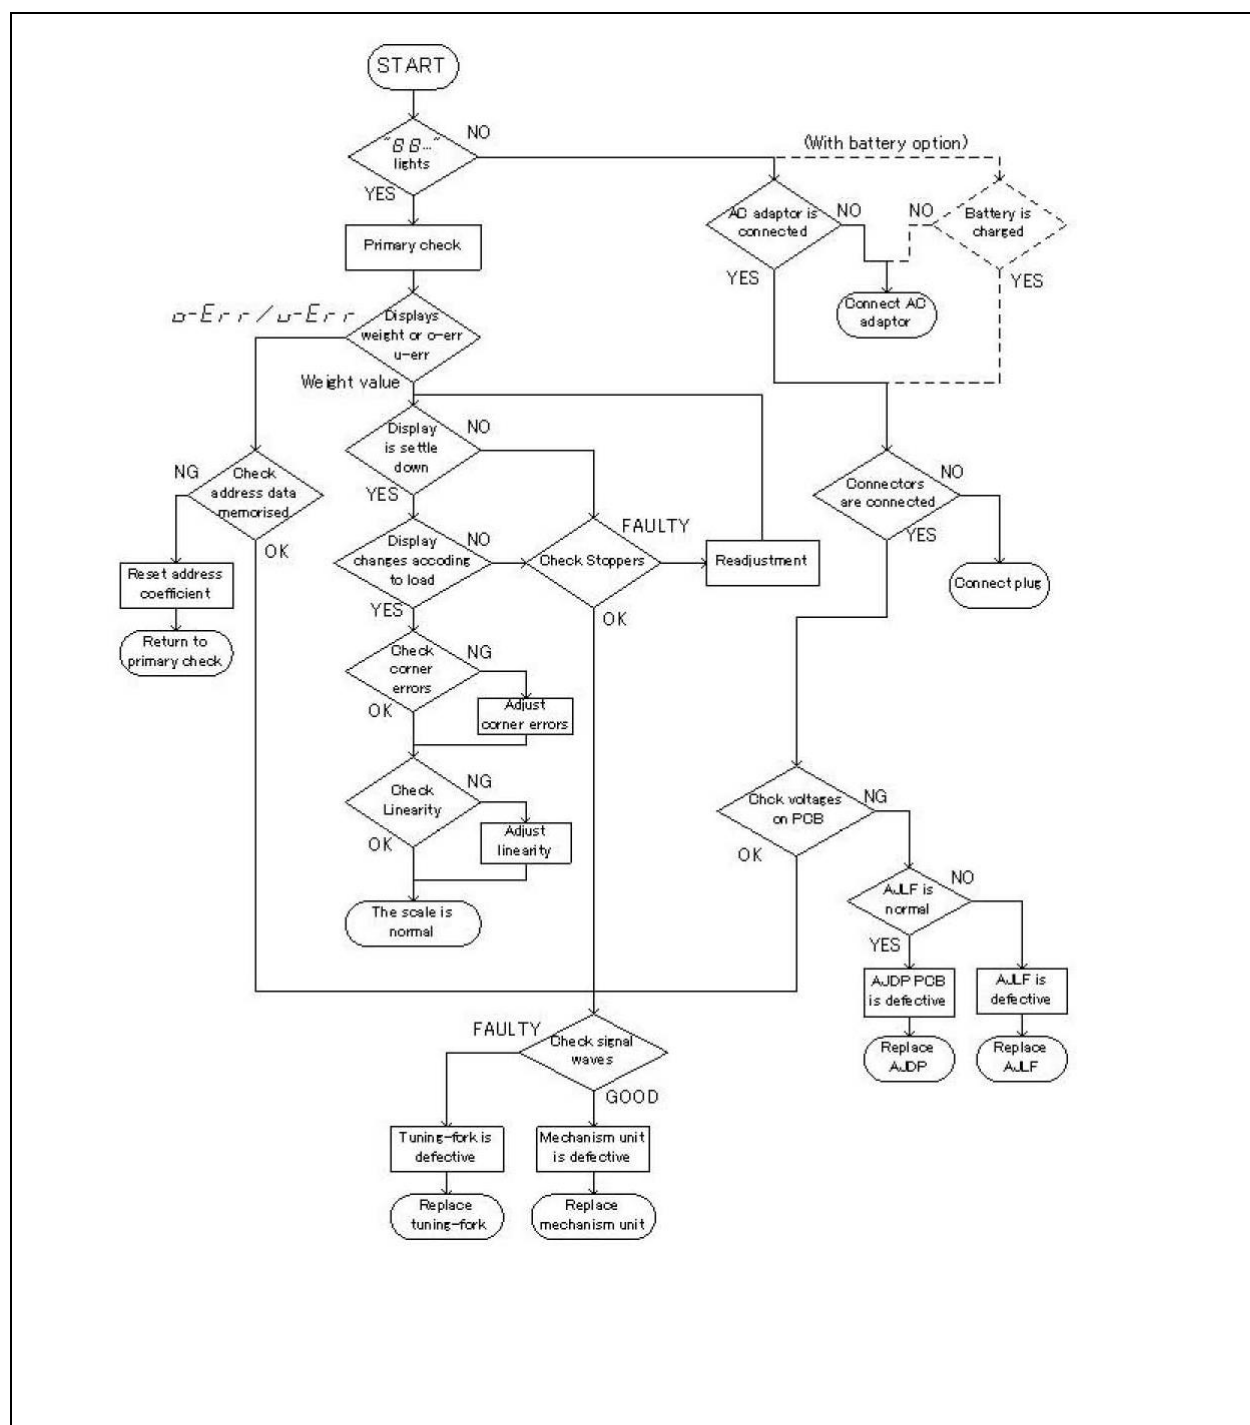 START
"88..."
lights
NO
YES
(With battery option)
AC adaptor is
connected
NO
YES
NO
Battery is
charged
YES
Connect AC
adaptor
Primary check
o-Err/u-Err
Displays
weight or o-err
u-err
Weight value
Display
is settle
down
NO
YES
NG
Check
address data
memorised
OK
Reset address
coefficient
Return to
primary check
Display
changes accoding
to load
NO
YES
Check Stoppers
FAULTY
OK
Readjustment
Connectors
are connected
NO
YES
Connect plug
Check
corner
errors
NG
OK
Adjust
corner errors
Check
Linearity
NG
OK
Adjust
linearity
The scale is
normal
Chck voltages
on PCB
NG
OK
AJLF is
normal
NO
YES
AJDP PCB
is defective
AJLF is
defective
Replace
AJDP
Replace
AJLF
FAULTY
Check signal
waves
GOOD
Tuning-fork is
defective
Mechanism unit
is defective
Replace
tuning-fork
Replace
mechanism unit